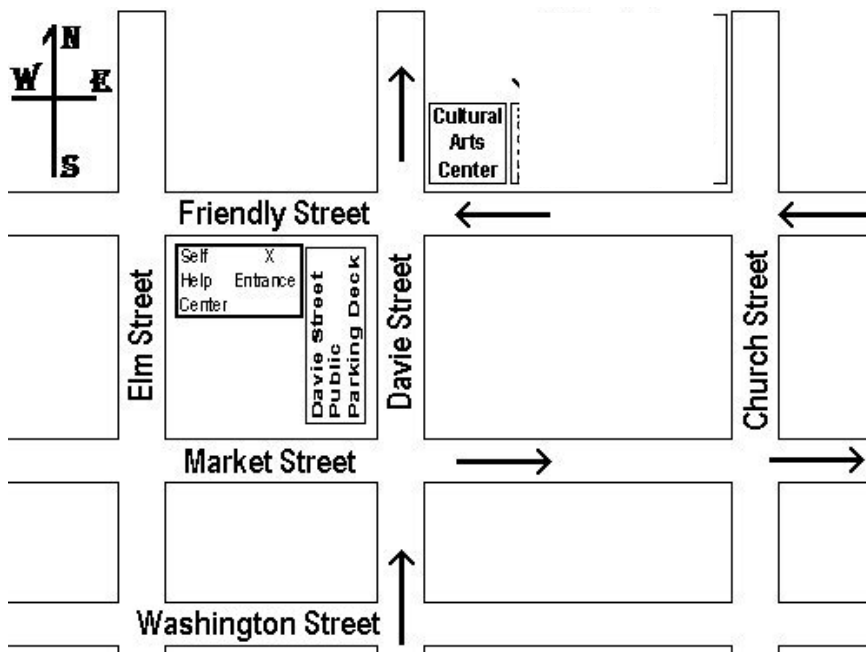 N
W E
S
Cultural
Arts
Center
Friendly Street
Self X
Help Entrance
Center
Davie Street
Public
Parking Deck
Elm Street
Davie Street
Church Street
Market Street
Washington Street